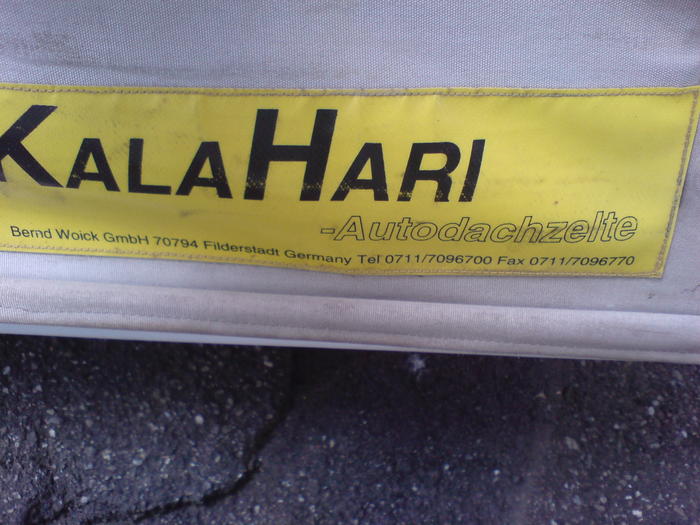 KALAHARI
-Autodachzelte
Bernd Woick GmbH 70794 Filderstadt Germany Tel 0711/7096700 Fax 0711/7096770